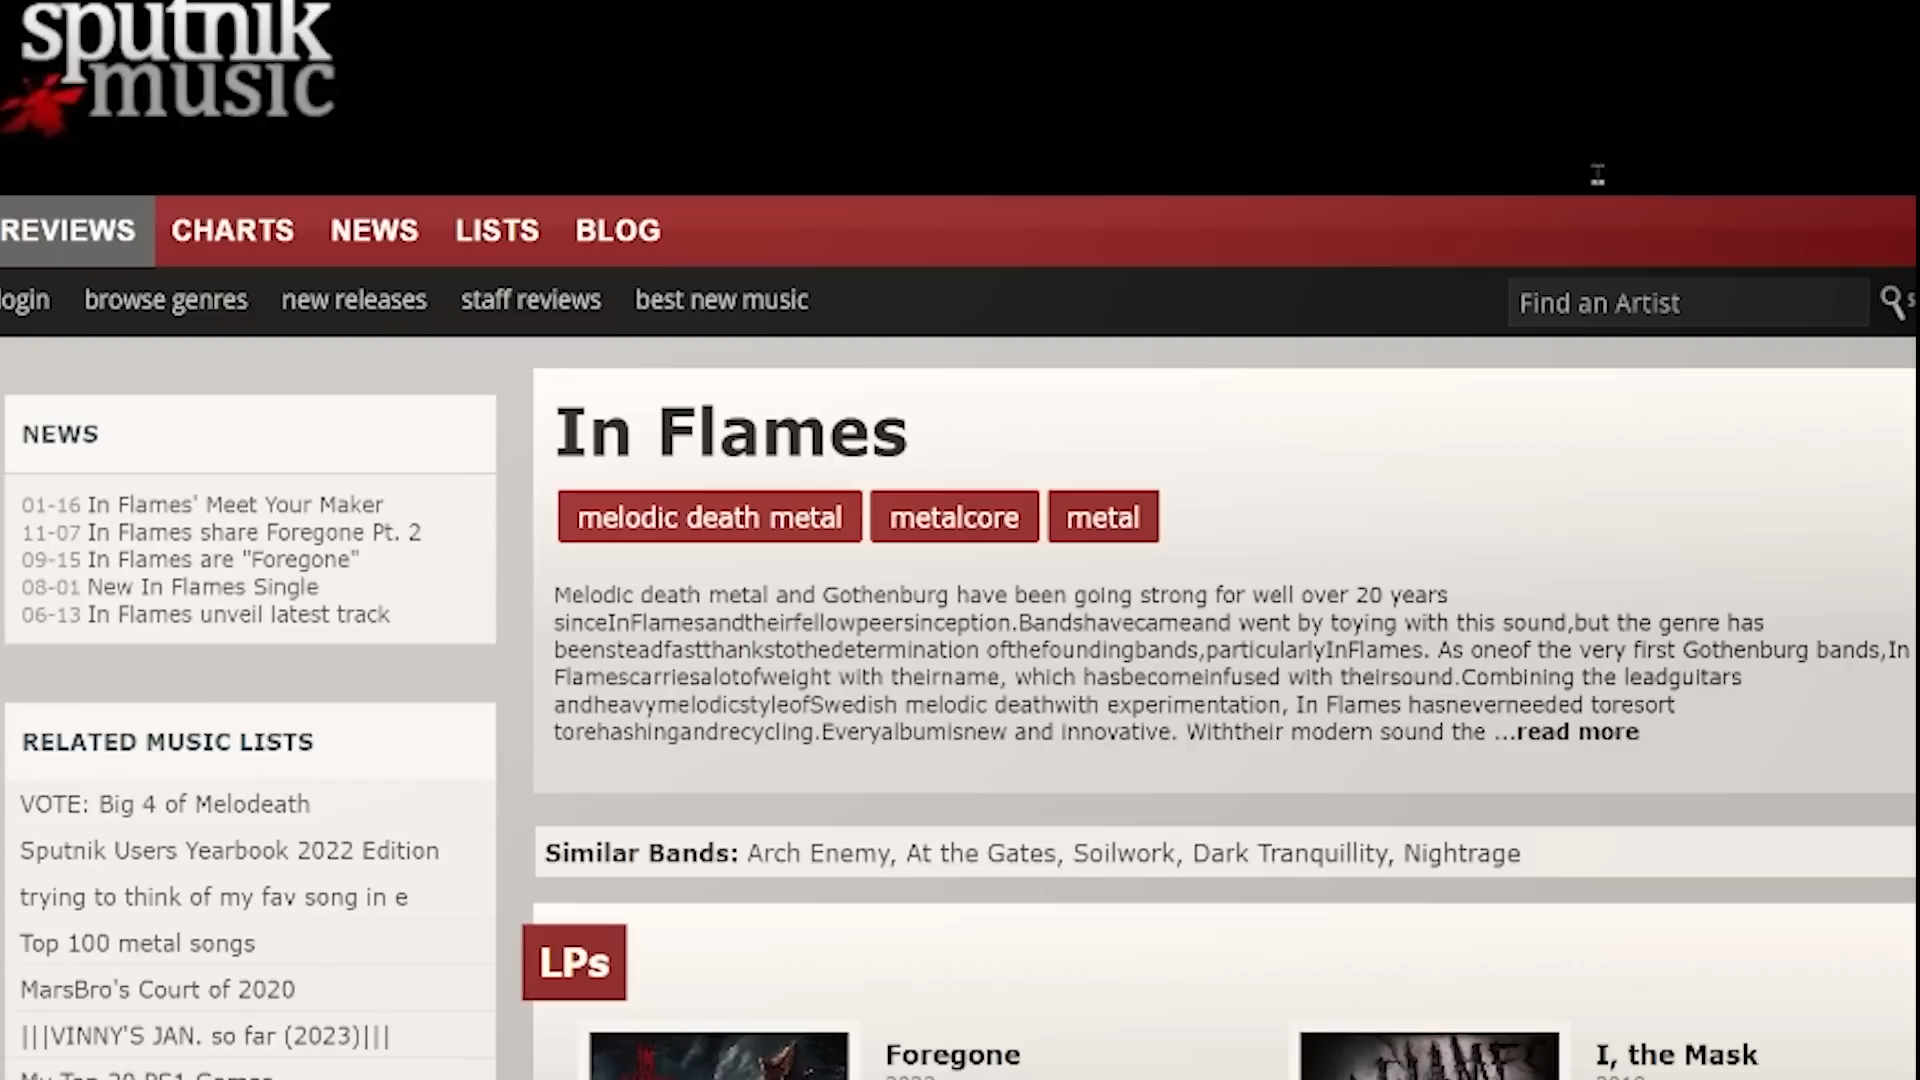 sputnik
music
REVIEWS CHARTS NEWS LISTS BLOG
login browse genres new releases staff reviews best new music Find an Artist
NEWS
01-16 In Flames' Meet Your Maker
11-07 In Flames share Foregone Pt. 2
09-15 In Flames are "Foregone"
08-01 New In Flames Single
06-13 In Flames unveil latest track
RELATED MUSIC LISTS
VOTE: Big 4 of Melodeath
Sputnik Users Yearbook 2022 Edition
trying to think of my fav song in e
Top 100 metal songs
MarsBro's Court of 2020
|||VINNY'S JAN. so far (2023)|||
In Flames
melodic death metal metalcore metal
Melodic death metal and Gothenburg have been going strong for well over 20 years
sinceInFlamesandtheirfellowpeersinception.Bandshavecameand went by toying with this sound,but the genre has
beensteadfastthankstothedetermination ofthefoundingbands,particularlyInFlames. As oneof the very first Gothenburg bands,In
Flamescarriesalotofweight with theirname, which hasbecomeinfused with theirsound.Combining the leadguitars
andheavymelodicstyleofSwedish melodic deathwith experimentation, In Flames hasneverneeded toresort
torehashingandrecycling.Everyalbumisnew and innovative. Withtheir modern sound the ...read more
Similar Bands: Arch Enemy, At the Gates, Soilwork, Dark Tranquillity, Nightrage
LPs
Foregone
I, the Mask